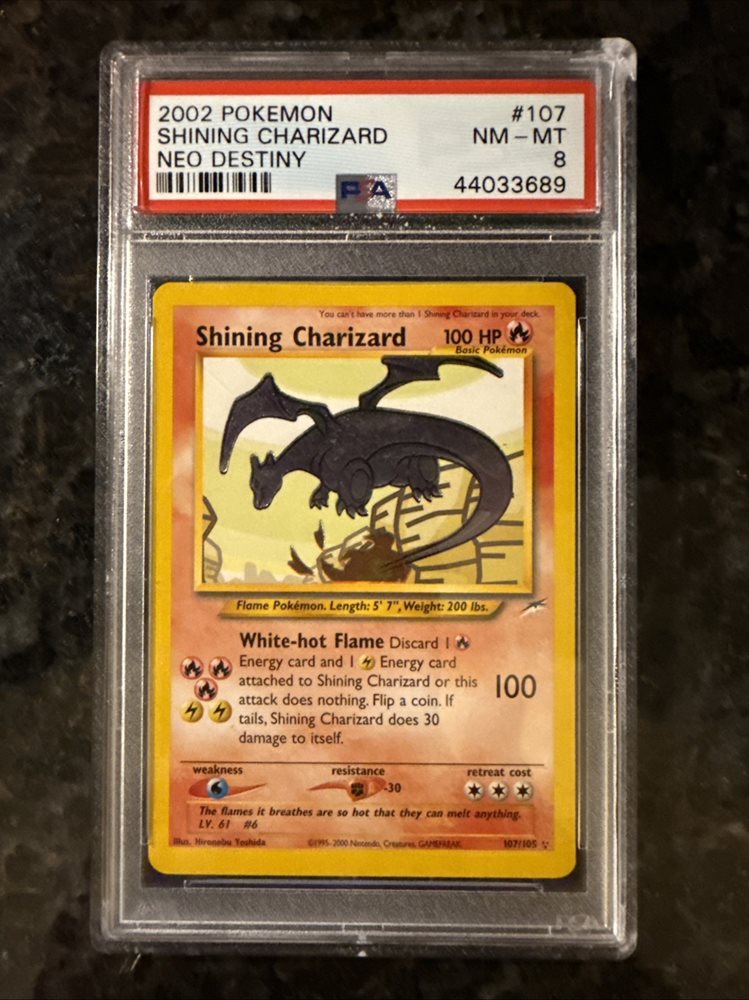 2002 POKEMON #107
SHINING CHARIZARD NM - MT
NEO DESTINY 8
PSA 44033689
You can't have more than 1 Shining Charizard in your deck.
Shining Charizard 100 HP
Basic Pokémon
Flame Pokémon. Length: 5' 7", Weight: 200 lbs.
White-hot Flame Discard 1
Energy card and 1 Energy card
attached to Shining Charizard or this
attack does nothing. Flip a coin. If
tails, Shining Charizard does 30
damage to itself.
100
weakness resistance retreat cost
-30
The flames it breathes are so hot that they can melt anything.
LV. 61 #6
Illus. Hironobu Yoshida ©1995-2000 Nintendo, Creatures, GAMEFREAK. 107/105